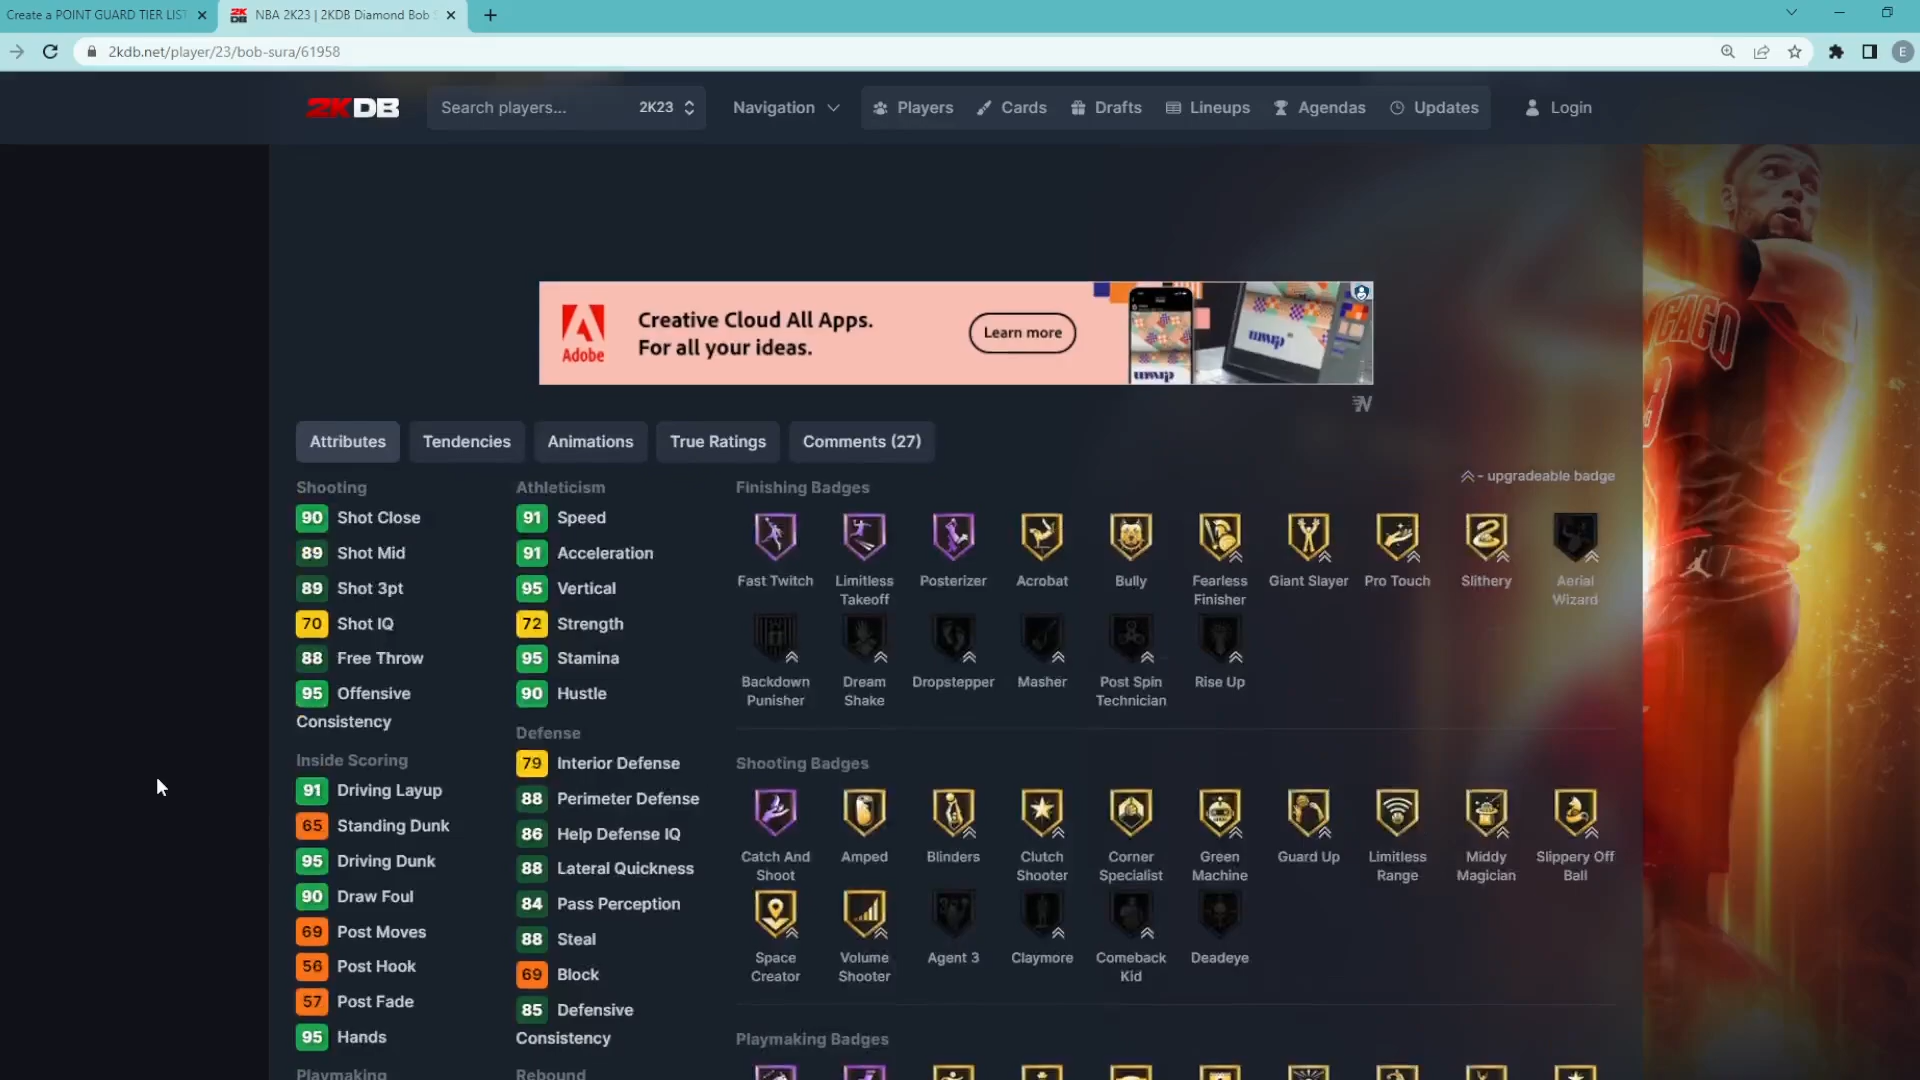 Create a POINT GUARD TIER LIST
NBA 2K23 | 2KDB Diamond Bob S
2kdb.net/player/23/bob-sura/61958
E
2KDB
Search players...
2K23
Navigation
Players
Cards
Drafts
Lineups
Agendas
Updates
Login
Creative Cloud All Apps.
For all your ideas.
Adobe
Learn more
Attributes
Tendencies
Animations
True Ratings
Comments (27)
- upgradeable badge
Shooting
90 Shot Close
89 Shot Mid
89 Shot 3pt
70 Shot IQ
88 Free Throw
95 Offensive
Consistency
Inside Scoring
91 Driving Layup
65 Standing Dunk
95 Driving Dunk
90 Draw Foul
69 Post Moves
56 Post Hook
57 Post Fade
95 Hands
Playmaking
Athleticism
91 Speed
91 Acceleration
95 Vertical
72 Strength
95 Stamina
90 Hustle
Defense
79 Interior Defense
88 Perimeter Defense
86 Help Defense IQ
88 Lateral Quickness
84 Pass Perception
88 Steal
69 Block
85 Defensive
Consistency
Rebound
Finishing Badges
Fast Twitch
Limitless
Takeoff
Posterizer
Acrobat
Bully
Fearless
Finisher
Giant Slayer
Pro Touch
Slithery
Aerial
Wizard
Backdown
Punisher
Dream
Shake
Dropstepper
Masher
Post Spin
Technician
Rise Up
Shooting Badges
Catch And
Shoot
Amped
Blinders
Clutch
Shooter
Corner
Specialist
Green
Machine
Guard Up
Limitless
Range
Middy
Magician
Slippery Off
Ball
Space
Creator
Volume
Shooter
Agent 3
Claymore
Comeback
Kid
Deadeye
Playmaking Badges